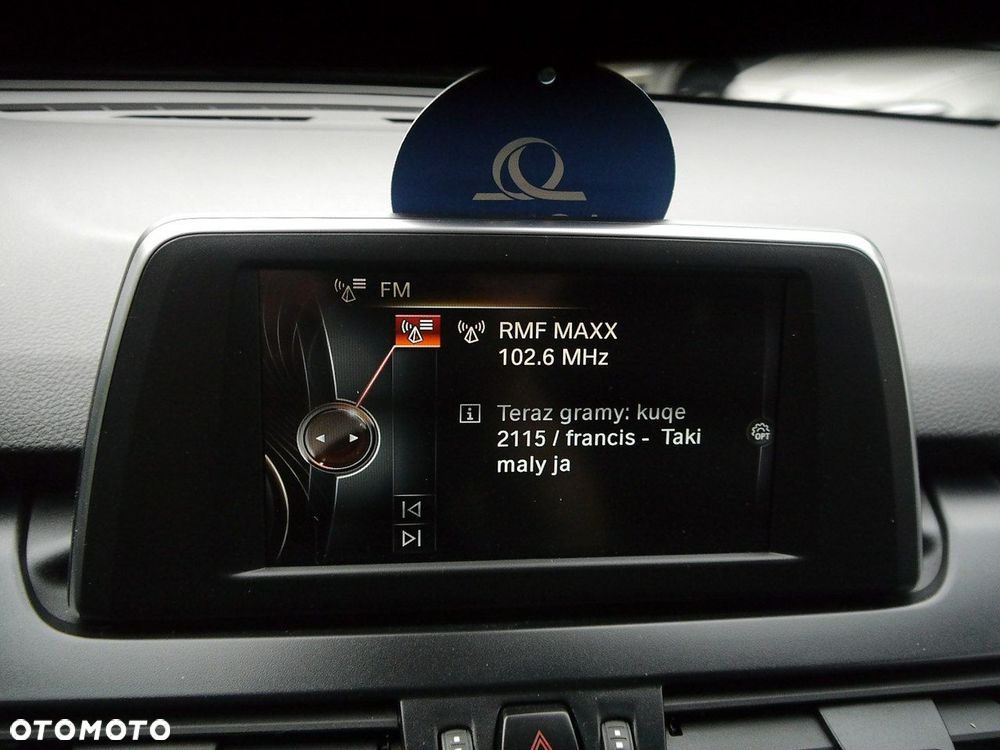 FM
RMF MAXX
102.6 MHz
Teraz gramy: kuqe
2115 / francis - Taki
maly ja
OPT
OTOMOTO